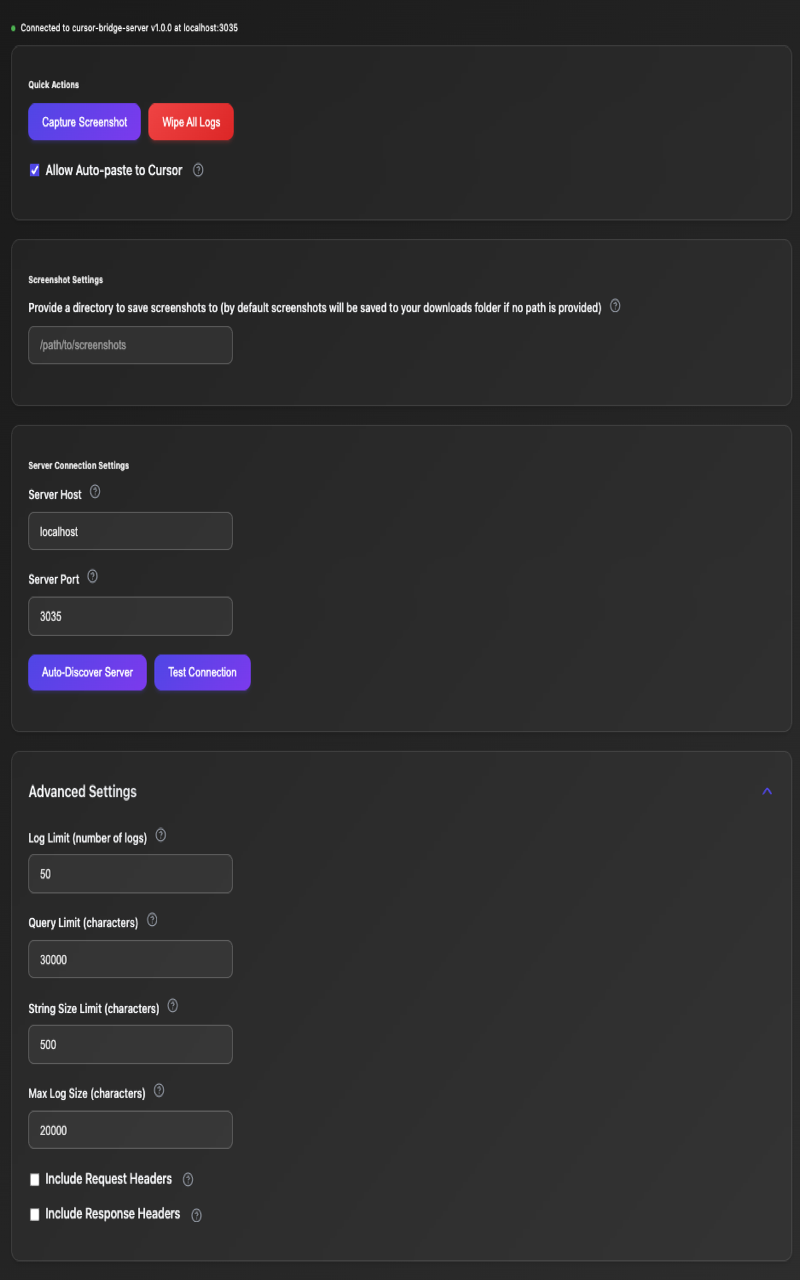 Connected to cursor-bridge-server v1.0.0 at localhost:3035
Quick Actions
Capture Screenshot
Wipe All Logs
Allow Auto-paste to Cursor ?
Screenshot Settings
Provide a directory to save screenshots to (by default screenshots will be saved to your downloads folder if no path is provided) ?
/path/to/screenshots
Server Connection Settings
Server Host ?
localhost
Server Port ?
3035
Auto-Discover Server
Test Connection
Advanced Settings
Log Limit (number of logs) ?
50
Query Limit (characters) ?
30000
String Size Limit (characters) ?
500
Max Log Size (characters) ?
20000
Include Request Headers ?
Include Response Headers ?